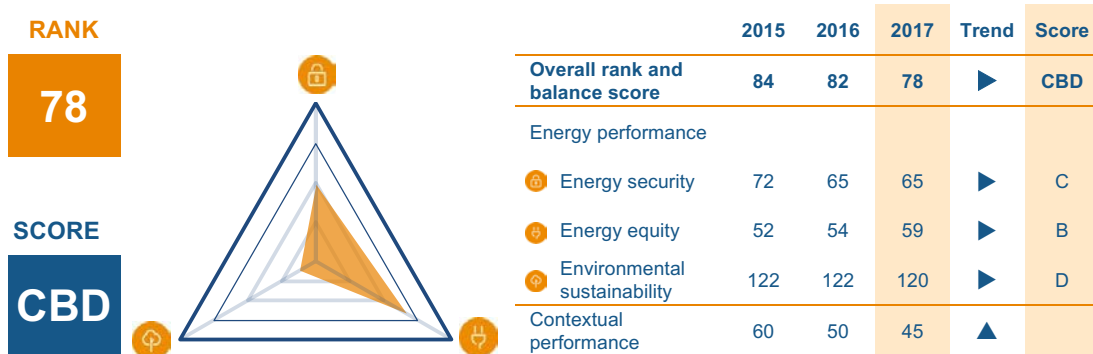 RANK
78
SCORE
CBD
2015 2016 2017 Trend Score
Overall rank and
balance score 84 82 78 CBD
Energy performance
Energy security 72 65 65 C
Energy equity 52 54 59 B
Environmental
sustainability 122 122 120 D
Contextual
performance 60 50 45